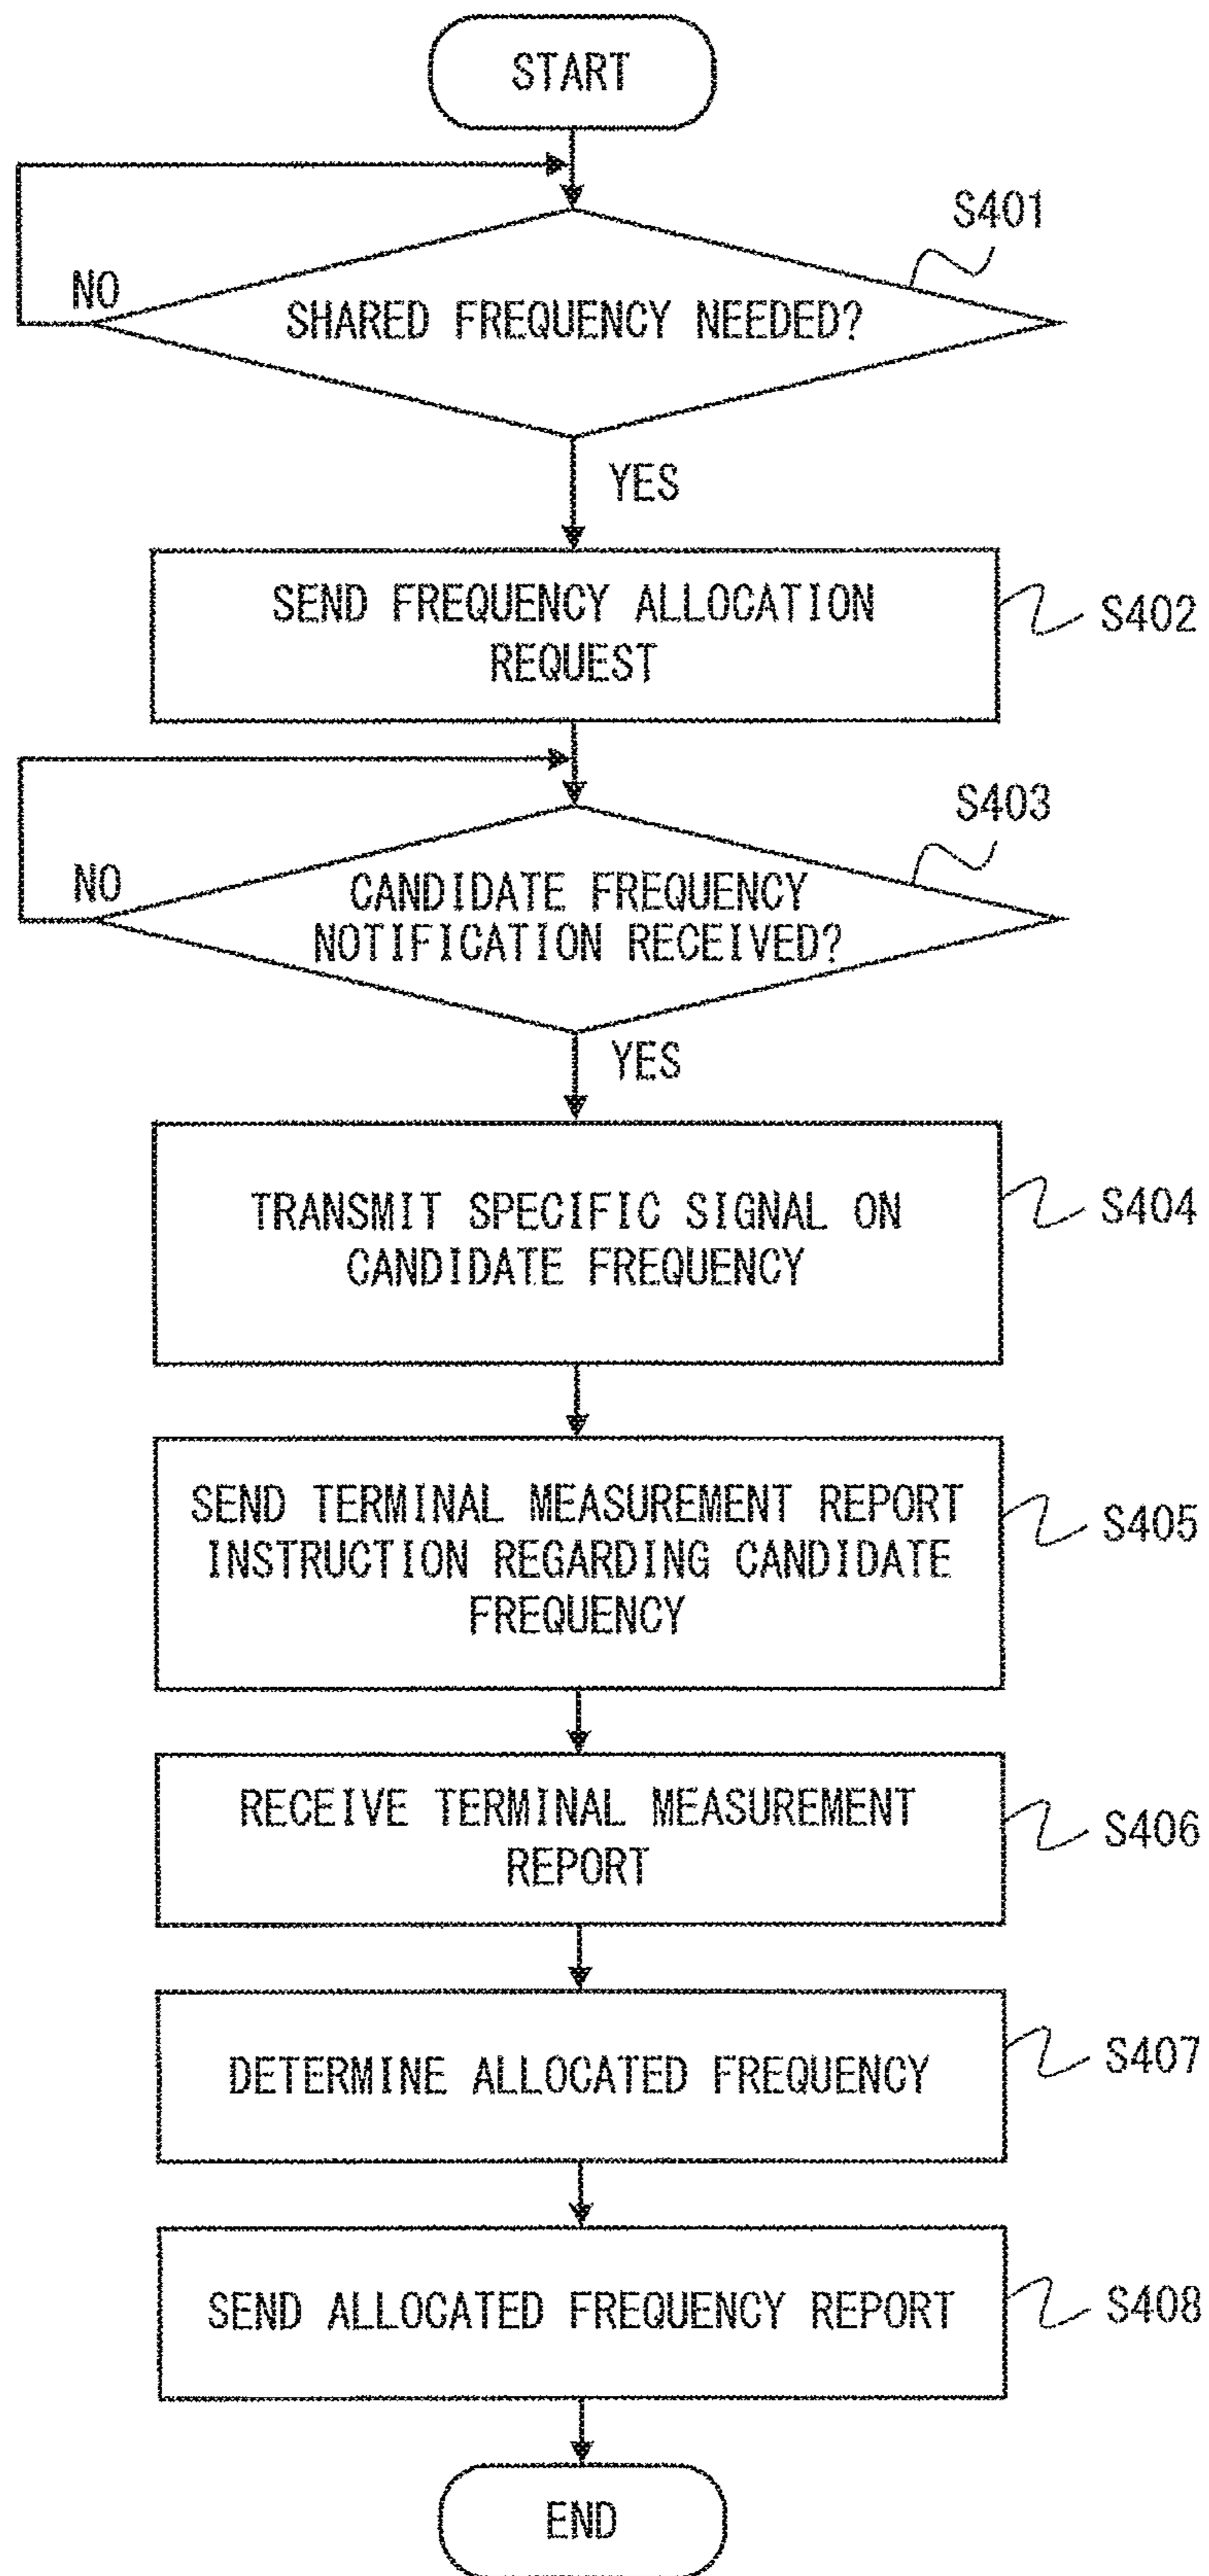 START
S401
NO
SHARED FREQUENCY NEEDED?
YES
SEND FREQUENCY ALLOCATION
REQUEST
S402
S403
NO
CANDIDATE FREQUENCY
NOTIFICATION RECEIVED?
YES
TRANSMIT SPECIFIC SIGNAL ON
CANDIDATE FREQUENCY
S404
SEND TERMINAL MEASUREMENT REPORT
INSTRUCTION REGARDING CANDIDATE
FREQUENCY
S405
RECEIVE TERMINAL MEASUREMENT
REPORT
S406
DETERMINE ALLOCATED FREQUENCY
S407
SEND ALLOCATED FREQUENCY REPORT
S408
END